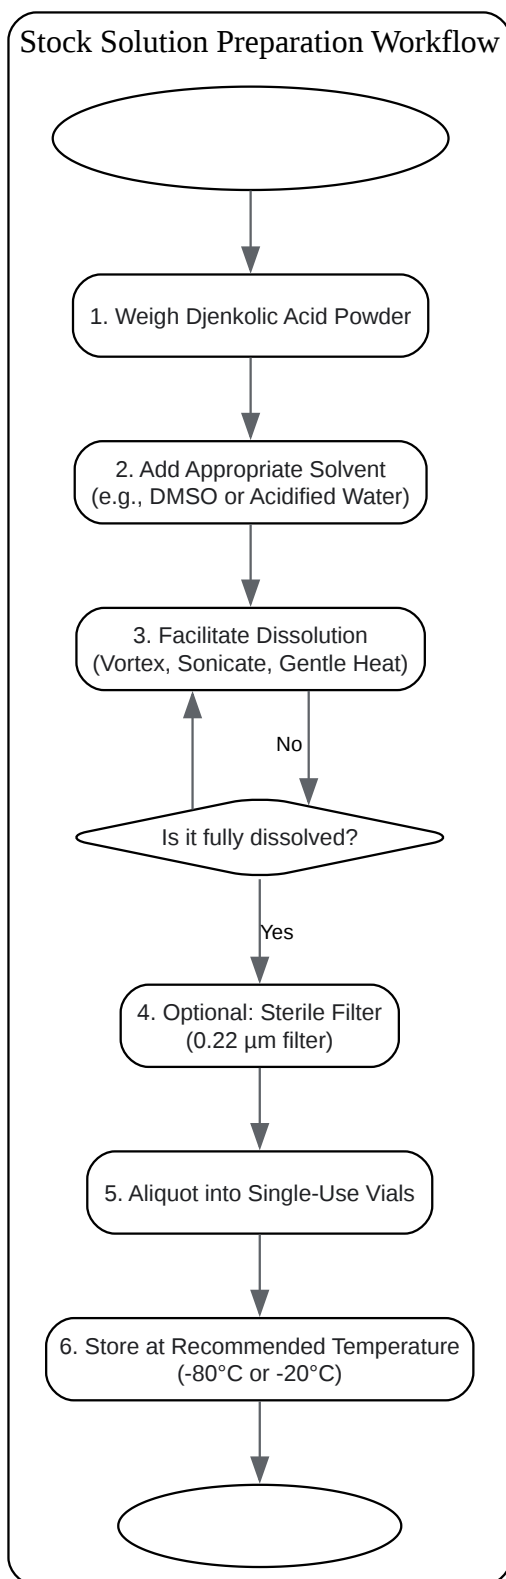 Stock Solution Preparation Workflow
1. Weigh Djenkolic Acid Powder
2. Add Appropriate Solvent
(e.g., DMSO or Acidified Water)
3. Facilitate Dissolution
(Vortex, Sonicate, Gentle Heat)
No
Is it fully dissolved?
Yes
4. Optional: Sterile Filter
(0.22 µm filter)
5. Aliquot into Single-Use Vials
6. Store at Recommended Temperature
(-80°C or -20°C)